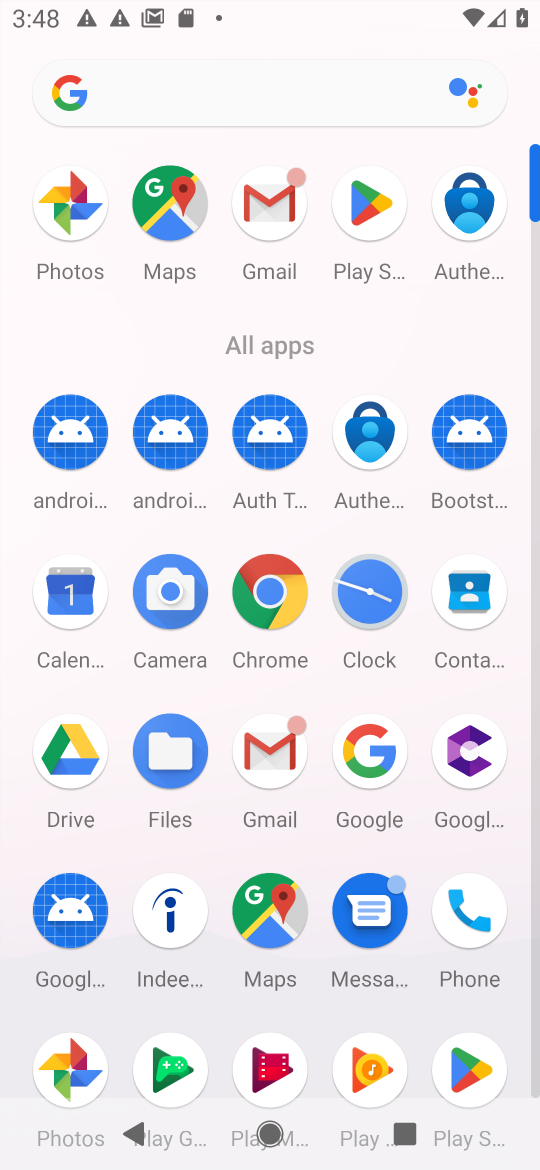 3:48
Photos Maps Gmail Play S... Authe...
All apps
androi... androi... Auth T... Authe... Bootst...
Calen... Camera Chrome Clock Conta...
Drive Files Gmail Google Googl...
Googl... Indee... Maps Messa... Phone
Photos Play G... Play M... Play ... Play S...